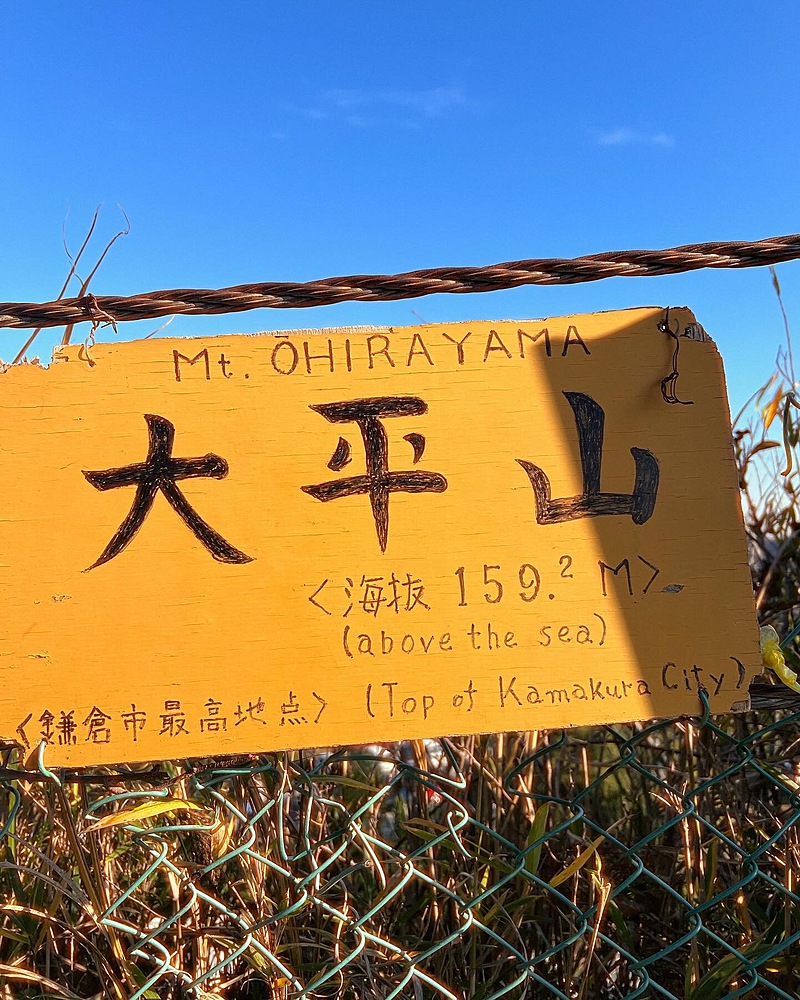 Mt. ŌHIRAYAMA
大平山
〈海抜 159.² M〉
(above the sea)
〈鎌倉市最高地点〉 (Top of Kamakura City)